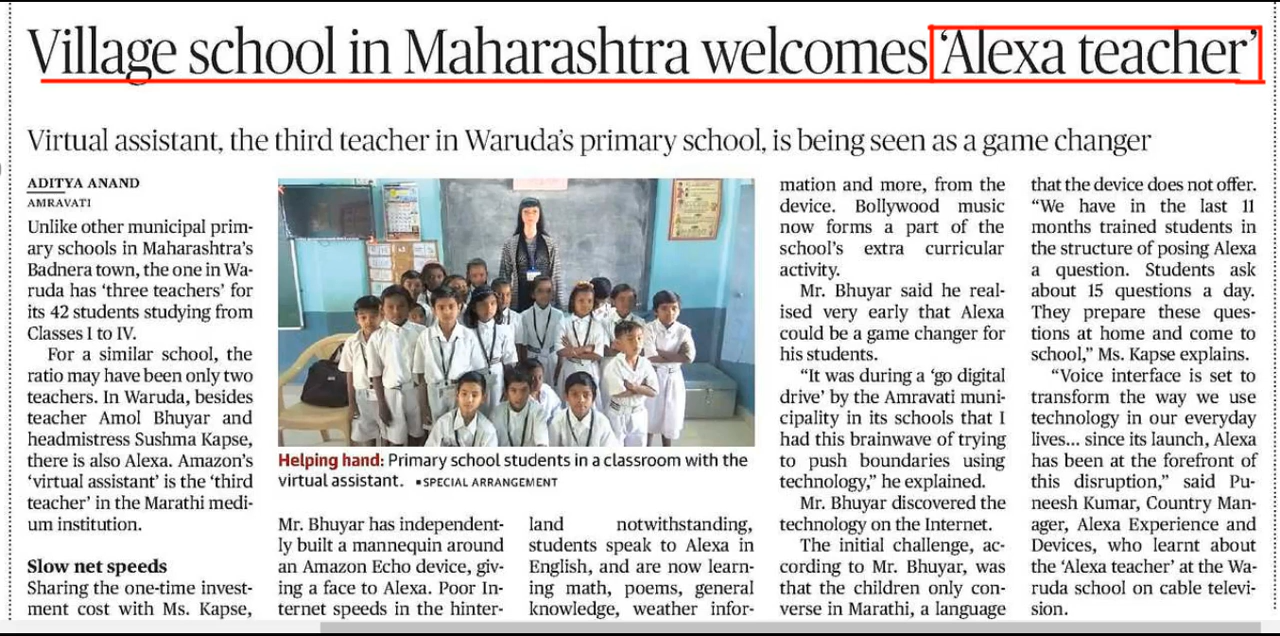 Village school in Maharashtra welcomes ‘Alexa teacher’
Virtual assistant, the third teacher in Waruda’s primary school, is being seen as a game changer
ADITYA ANAND
AMRAVATI
Unlike other municipal prim-
ary schools in Maharashtra’s
Badnera town, the one in Wa-
ruda has ‘three teachers’ for
its 42 students studying from
Classes I to IV.
For a similar school, the
ratio may have been only two
teachers. In Waruda, besides
teacher Amol Bhuyar and
headmistress Sushma Kapse,
there is also Alexa. Amazon’s
‘virtual assistant’ is the ‘third
teacher’ in the Marathi medi-
um institution.
Slow net speeds
Sharing the one-time invest-
ment cost with Ms. Kapse,
Helping hand: Primary school students in a classroom with the
virtual assistant. ▪SPECIAL ARRANGEMENT
Mr. Bhuyar has independent-
ly built a mannequin around
an Amazon Echo device, giv-
ing a face to Alexa. Poor In-
ternet speeds in the hinter-
land notwithstanding,
students speak to Alexa in
English, and are now learn-
ing math, poems, general
knowledge, weather infor-
mation and more, from the
device. Bollywood music
now forms a part of the
school’s extra curricular
activity.
Mr. Bhuyar said he real-
ised very early that Alexa
could be a game changer for
his students.
“It was during a ‘go digital
drive’ by the Amravati muni-
cipality in its schools that I
had this brainwave of trying
to push boundaries using
technology,” he explained.
Mr. Bhuyar discovered the
technology on the Internet.
The initial challenge, ac-
cording to Mr. Bhuyar, was
that the children only con-
verse in Marathi, a language
that the device does not offer.
“We have in the last 11
months trained students in
the structure of posing Alexa
a question. Students ask
about 15 questions a day.
They prepare these ques-
tions at home and come to
school,” Ms. Kapse explains.
“Voice interface is set to
transform the way we use
technology in our everyday
lives... since its launch, Alexa
has been at the forefront of
this disruption,” said Pu-
neesh Kumar, Country Man-
ager, Alexa Experience and
Devices, who learnt about
the ‘Alexa teacher’ at the Wa-
ruda school on cable televi-
sion.